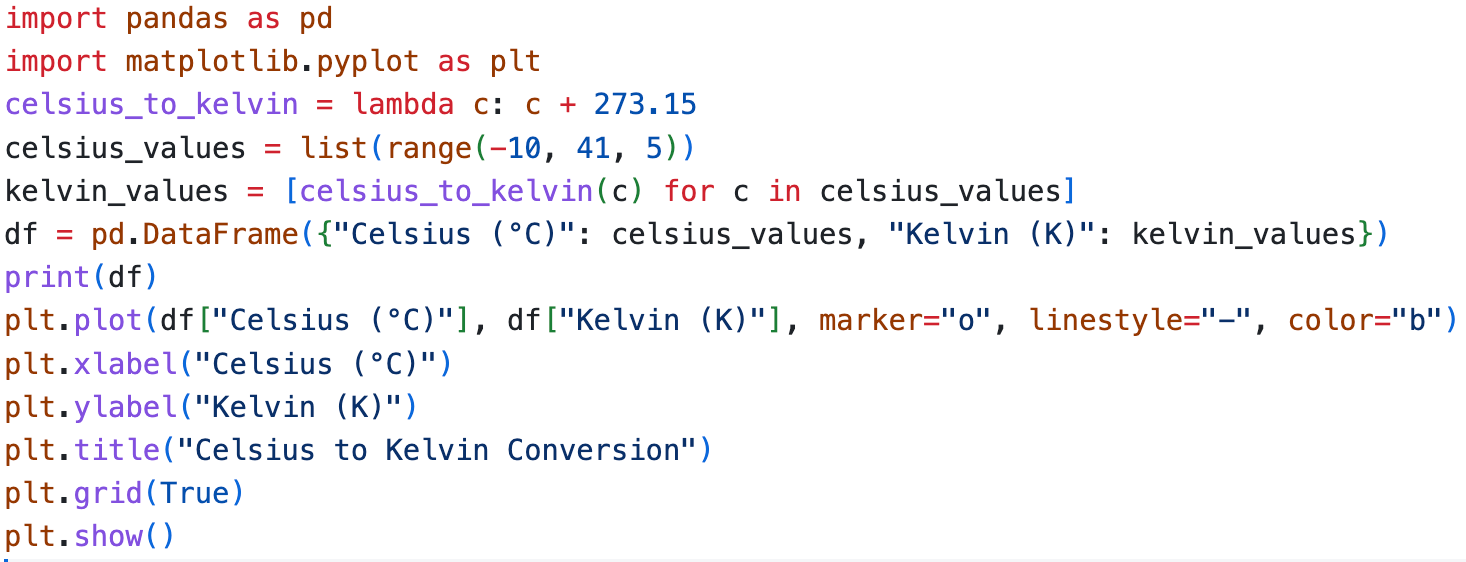 import pandas as pd
import matplotlib.pyplot as plt
celsius_to_kelvin = lambda c: c + 273.15
celsius_values = list(range(-10, 41, 5))
kelvin_values = [celsius_to_kelvin(c) for c in celsius_values]
df = pd.DataFrame({"Celsius (°C)": celsius_values, "Kelvin (K)": kelvin_values})
print(df)
plt.plot(df["Celsius (°C)"], df["Kelvin (K)"], marker="o", linestyle="-", color="b")
plt.xlabel("Celsius (°C)")
plt.ylabel("Kelvin (K)")
plt.title("Celsius to Kelvin Conversion")
plt.grid(True)
plt.show()